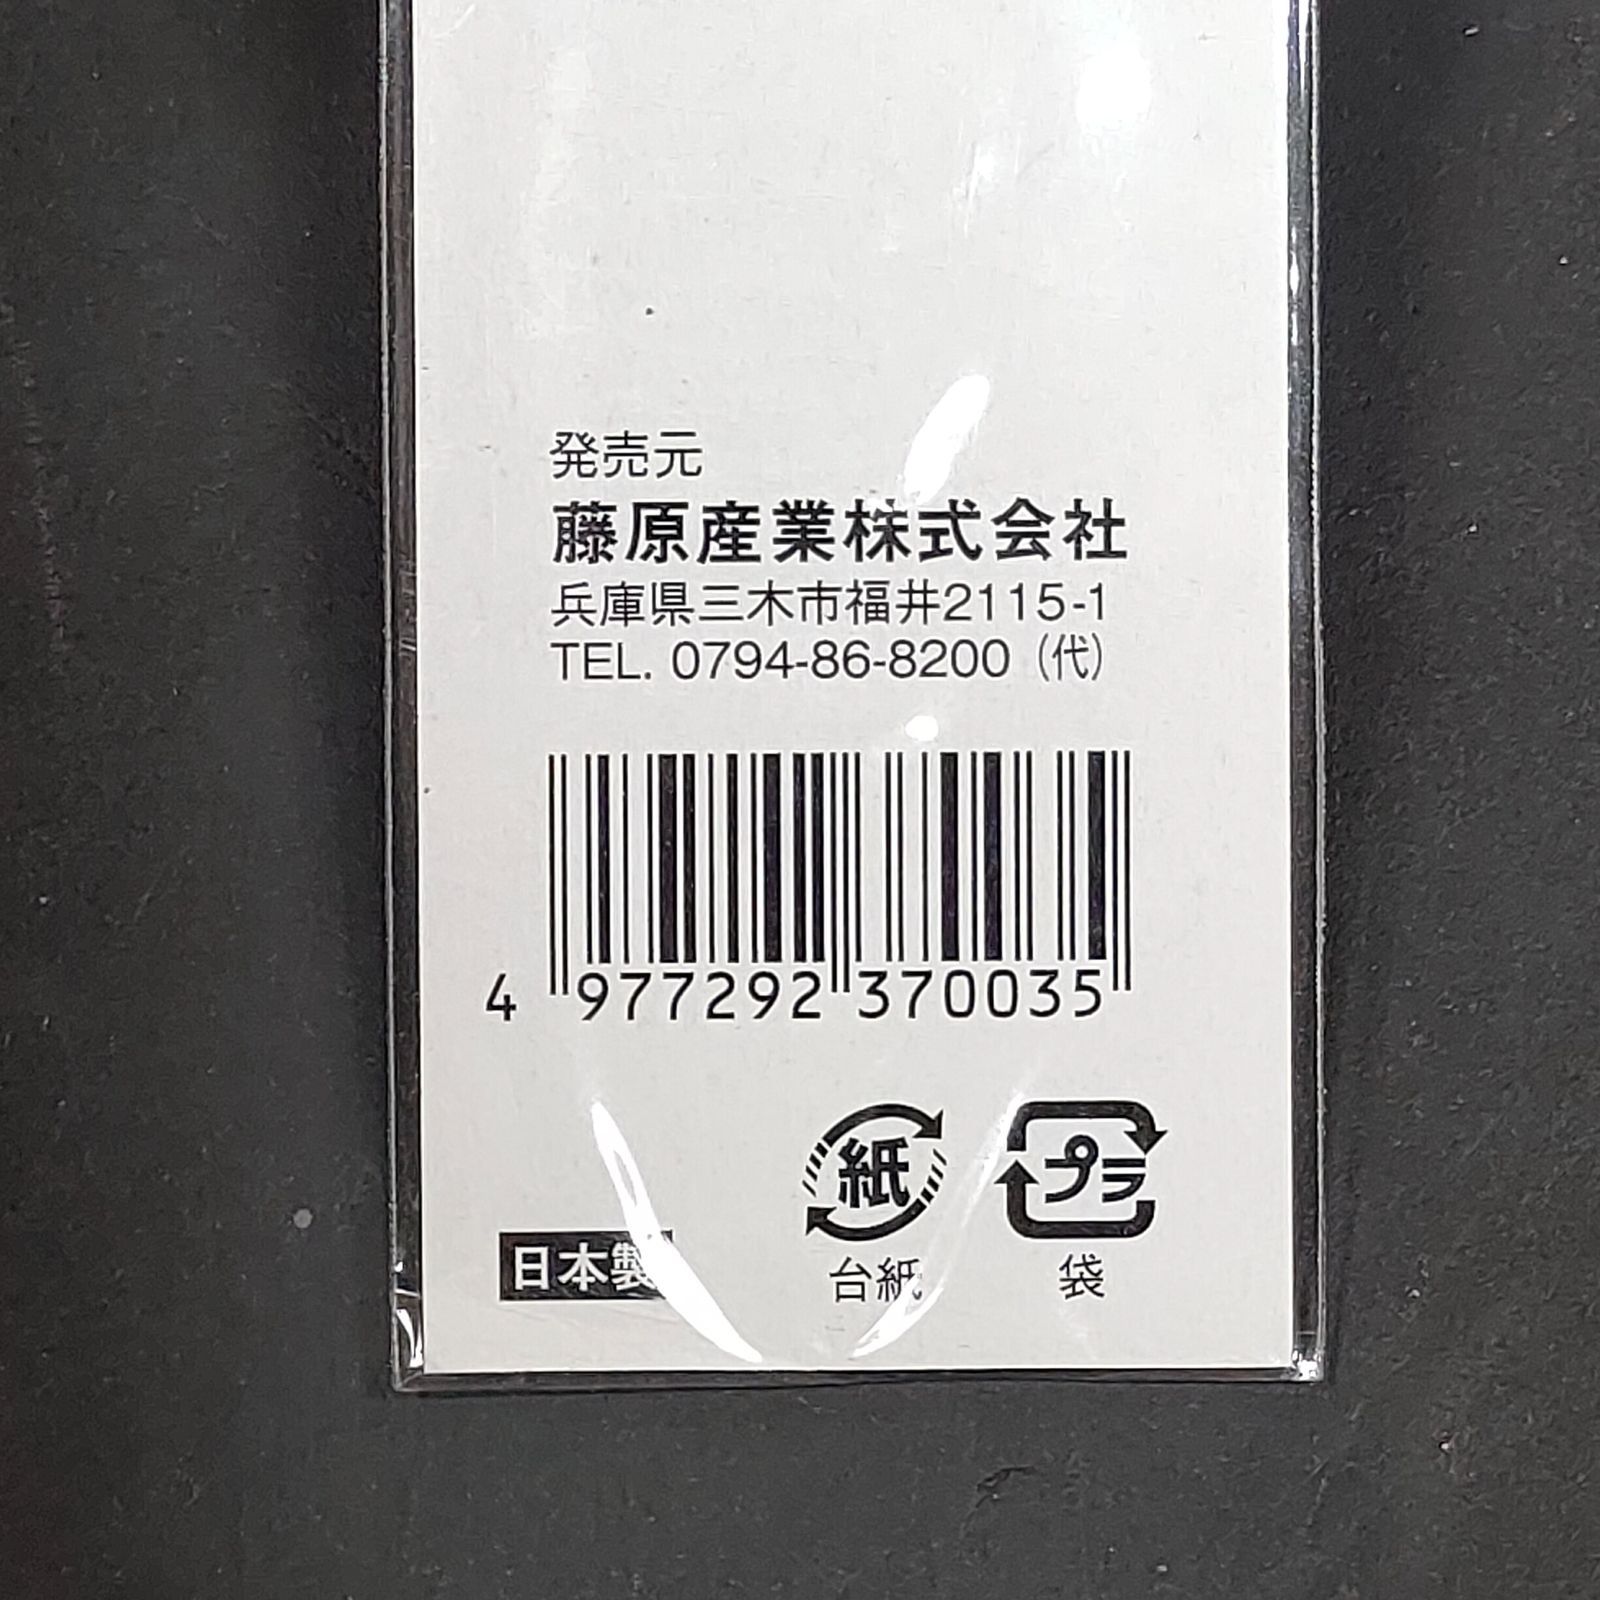 発売元
藤原産業株式会社
兵庫県三木市福井2115-1
TEL. 0794-86-8200（代）
4 977292 370035
紙
プラ
台紙
袋
日本製